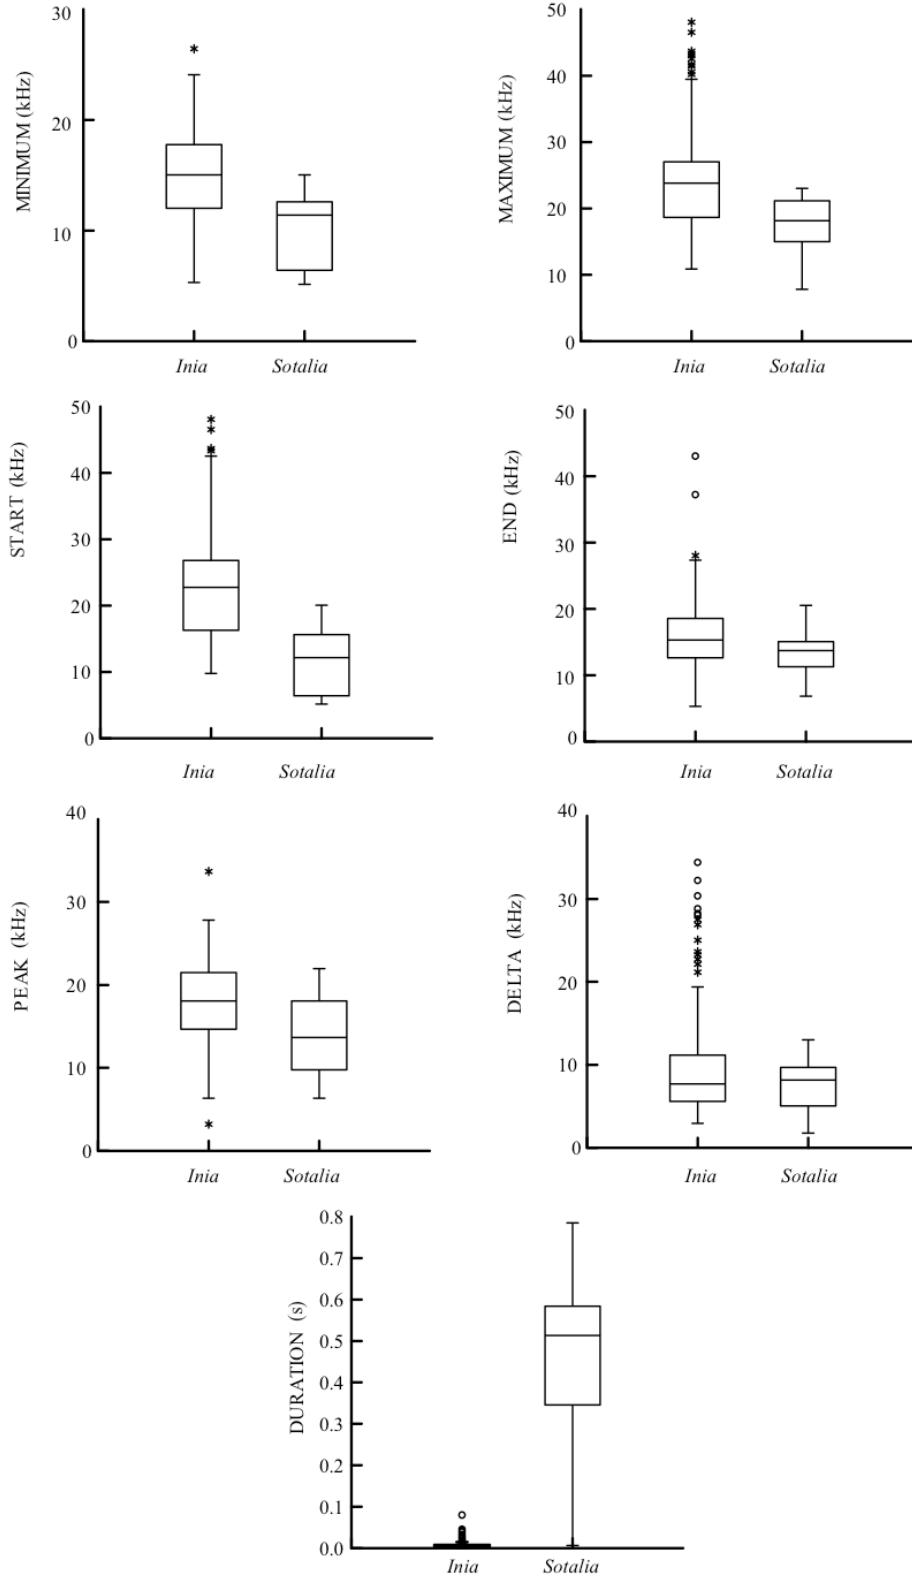 MINIMUM (kHz)
30
20
10
0
Inia
Sotalia
MAXIMUM (kHz)
50
40
30
20
10
0
Inia
Sotalia
START (kHz)
50
40
30
20
10
0
Inia
Sotalia
END (kHz)
50
40
30
20
10
0
Inia
Sotalia
PEAK (kHz)
40
30
20
10
0
Inia
Sotalia
DELTA (kHz)
40
30
20
10
0
Inia
Sotalia
DURATION (s)
0.8
0.7
0.6
0.5
0.4
0.3
0.2
0.1
0.0
Inia
Sotalia